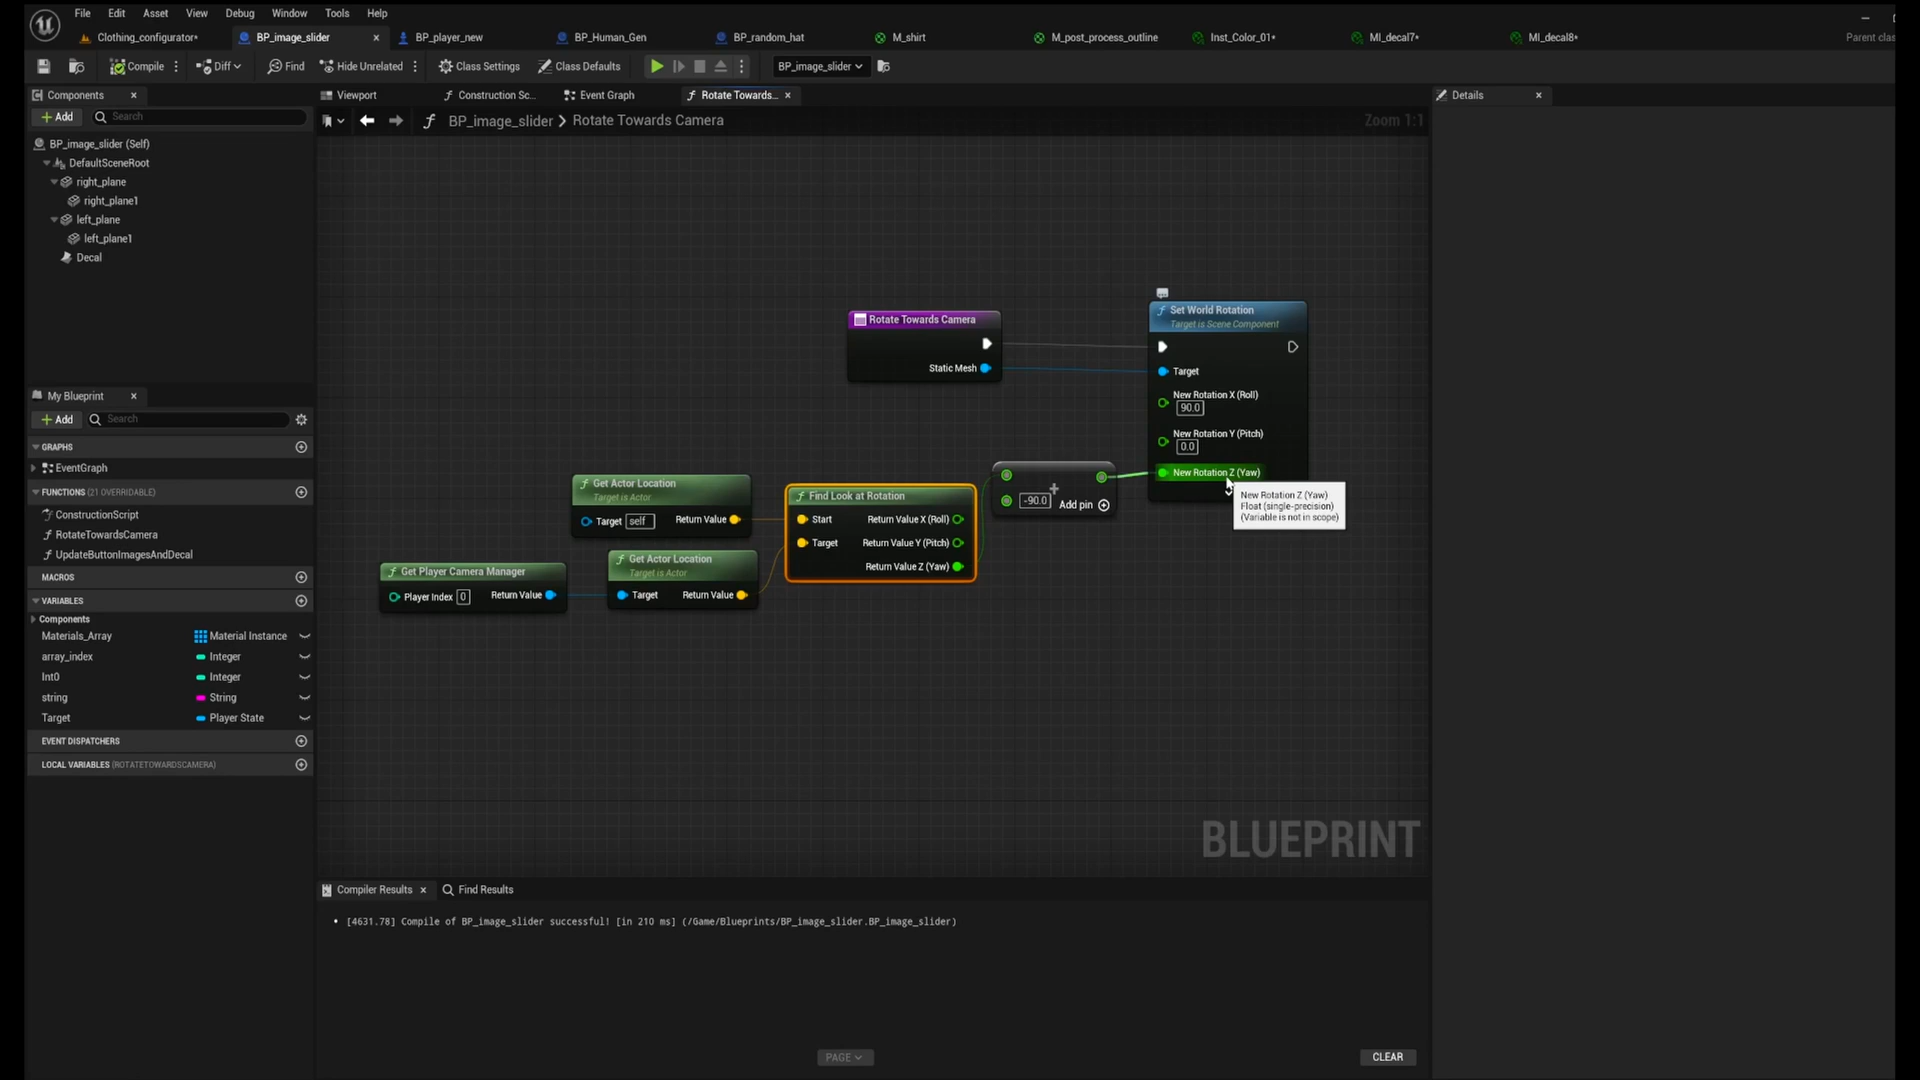 File Edit Asset View Debug Window Tools Help
Clothing_configurator* BP_image_slider BP_player_new BP_Human_Gen BP_random_hat M_shirt M_post_process_outline Inst_Color_01* MI_decal7* MI_decal8* Parent clas
Compile Diff Find Hide Unrelated Class Settings Class Defaults BP_image_slider
Components Viewport Construction Sc... Event Graph Rotate Towards... Details
Add Search BP_image_slider Rotate Towards Camera Zoom 1:1
BP_image_slider (Self)
DefaultSceneRoot
right_plane
right_plane1
left_plane
left_plane1
Decal
My Blueprint
Add Search
GRAPHS
EventGraph
FUNCTIONS (21 OVERRIDABLE)
ConstructionScript
RotateTowardsCamera
UpdateButtonImagesAndDecal
MACROS
VARIABLES
Components
Materials_Array Material Instance
array_index Integer
Int0 Integer
string String
Target Player State
EVENT DISPATCHERS
LOCAL VARIABLES (ROTATETOWARDSCAMERA)
Rotate Towards Camera
Static Mesh
Set World Rotation
Target is Scene Component
Target
New Rotation X (Roll)
90.0
New Rotation Y (Pitch)
0.0
New Rotation Z (Yaw)
New Rotation Z (Yaw)
Float (single-precision)
(Variable is not in scope)
-90.0
Add pin
Get Actor Location
Target is Actor
Target self Return Value
Find Look at Rotation
Start Return Value X (Roll)
Target Return Value Y (Pitch)
Return Value Z (Yaw)
Get Actor Location
Target is Actor
Target Return Value
Get Player Camera Manager
Player Index 0 Return Value
BLUEPRINT
Compiler Results Find Results
[4631.78] Compile of BP_image_slider successful! [in 210 ms] (/Game/Blueprints/BP_image_slider.BP_image_slider)
PAGE CLEAR